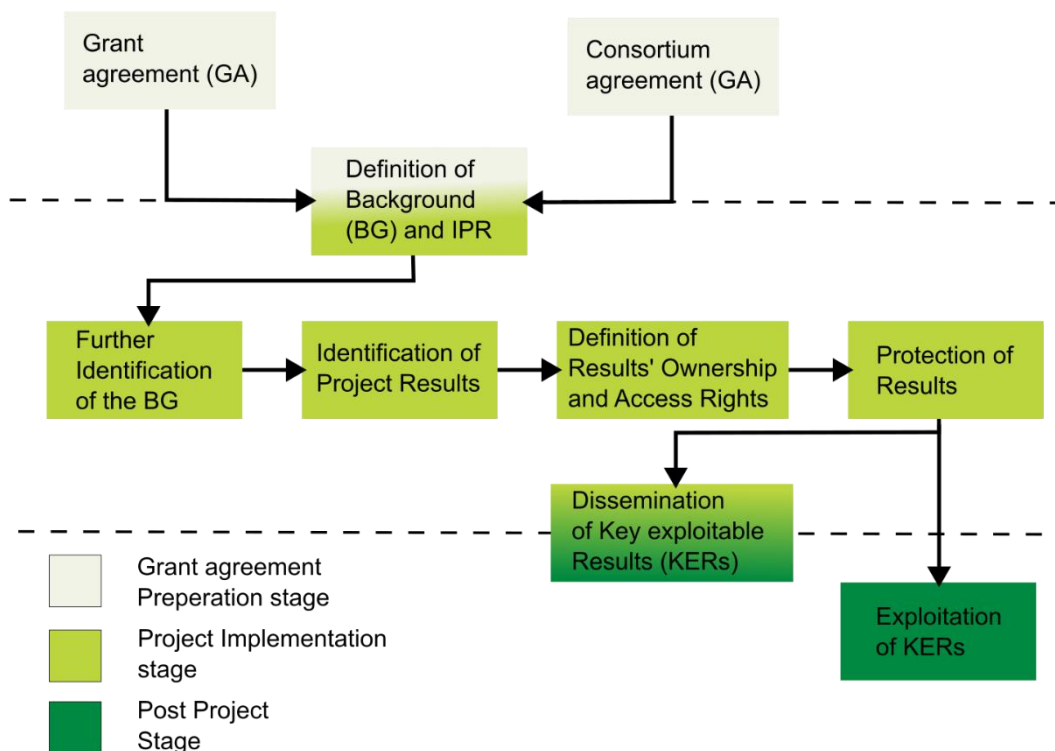 Grant
agreement (GA)
Consortium
agreement (GA)
Definition of
Background
(BG) and IPR
Further
Identification
of the BG
Identification of
Project Results
Definition of
Results' Ownership
and Access Rights
Protection of
Results
Dissemination
of Key exploitable
Results (KERs)
Exploitation
of KERs
Grant agreement
Preperation stage
Project Implementation
stage
Post Project
Stage